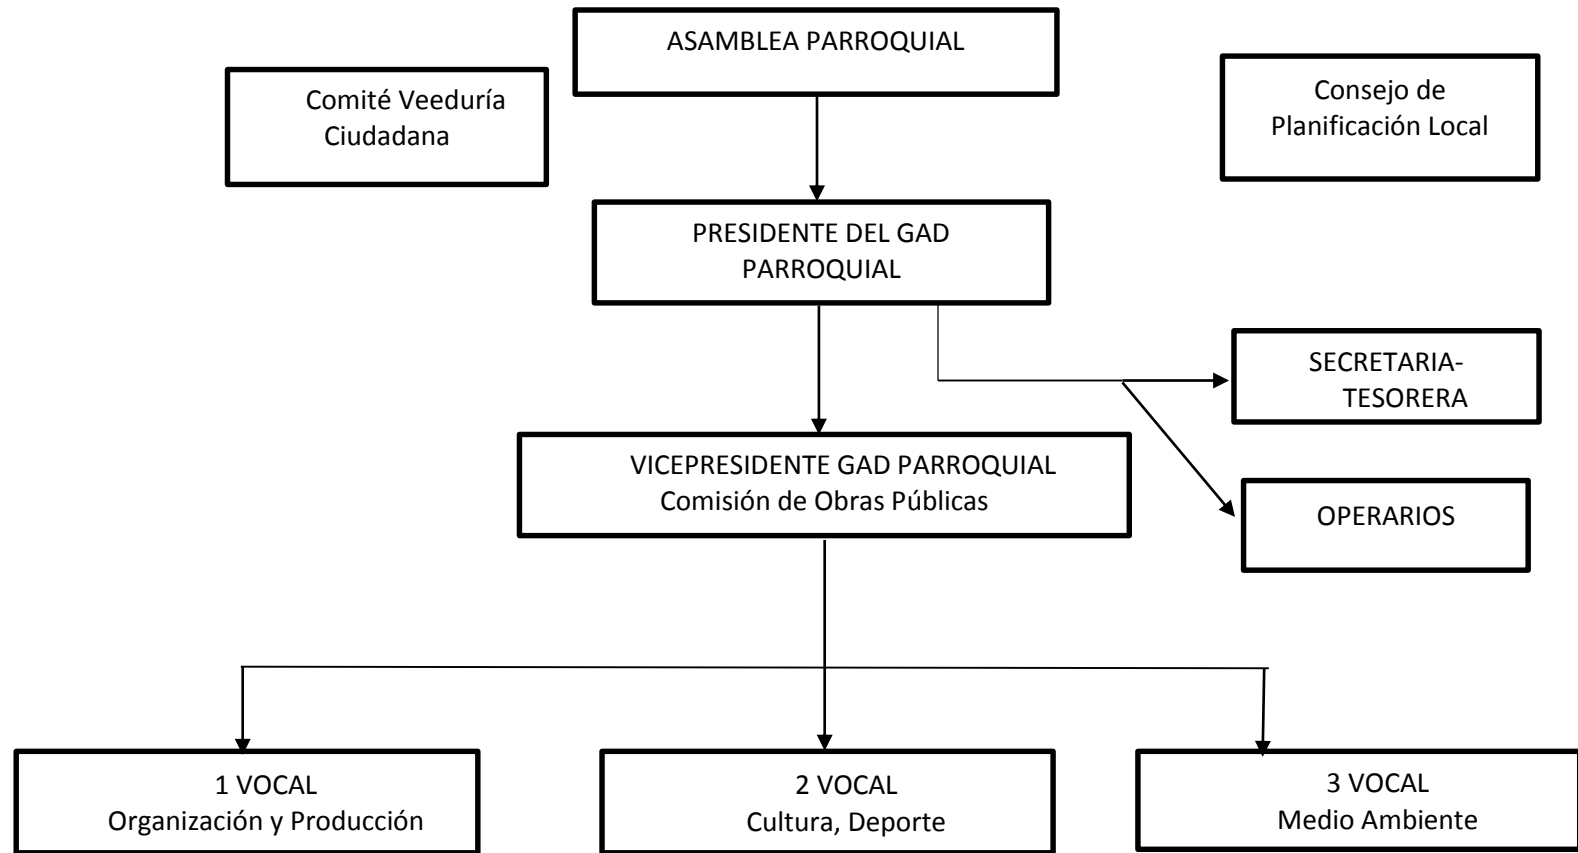 ASAMBLEA PARROQUIAL
Comité Veeduría
Ciudadana
Consejo de
Planificación Local
PRESIDENTE DEL GAD
PARROQUIAL
SECRETARIA-
TESORERA
VICEPRESIDENTE GAD PARROQUIAL
Comisión de Obras Públicas
OPERARIOS
1 VOCAL
Organización y Producción
2 VOCAL
Cultura, Deporte
3 VOCAL
Medio Ambiente